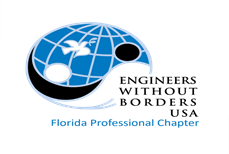 ENGINEERS
WITHOUT
BORDERS
USA
Florida Professional Chapter